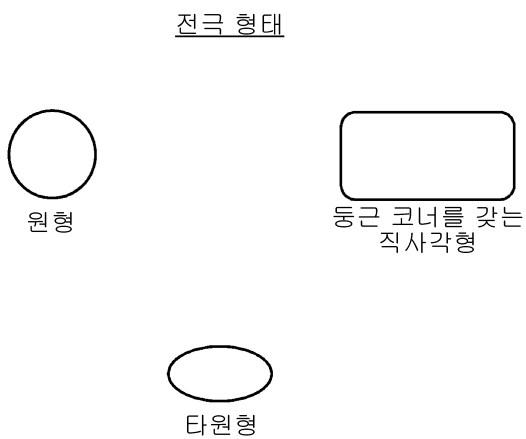 전극 형태
원형
둥근 코너를 갖는
직사각형
타원형